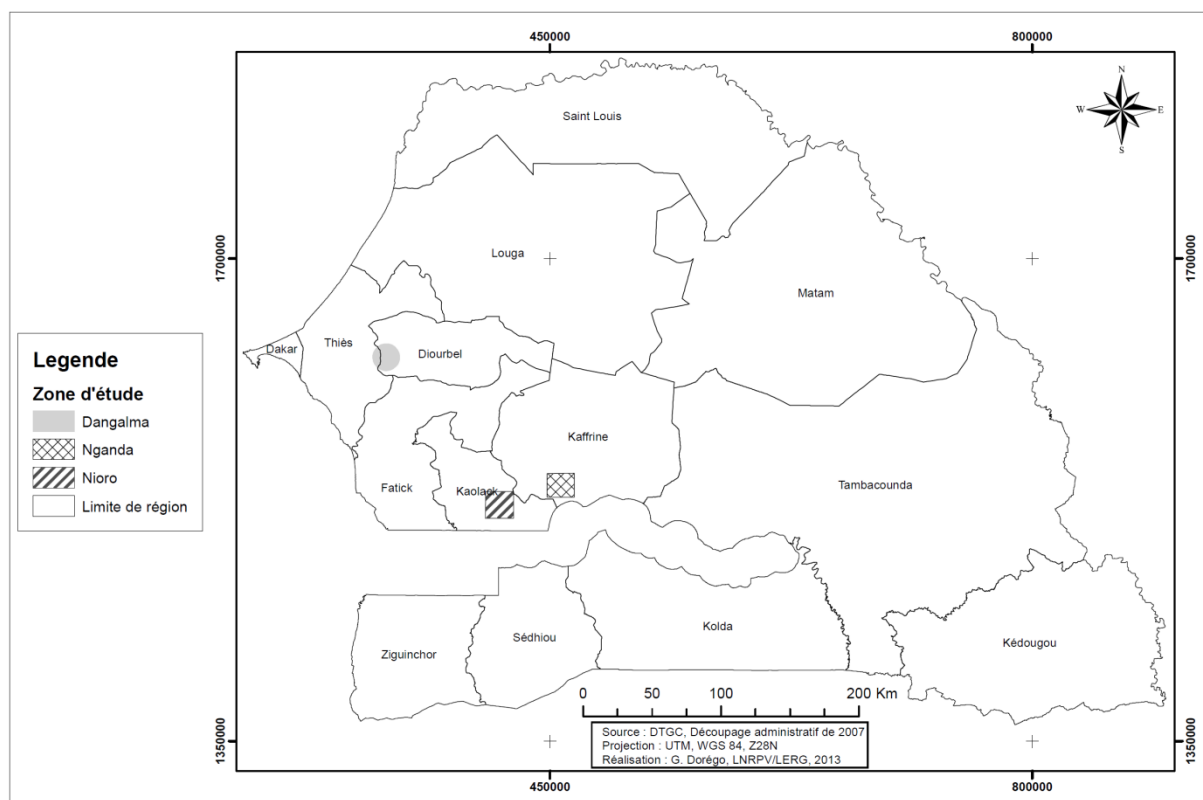 450000
800000
N
W
E
S
Saint Louis
1700000
1700000
Louga
Matam
Dakar
Thiès
Diourbel
Kaffrine
Fatick
Kaolack
Tambacounda
Legende
Zone d'étude
Dangalma
Nganda
Nioro
Limite de région
Ziguinchor
Sédhiou
Kolda
Kédougou
0 50 100 200 Km
Source : DTGC, Découpage administratif de 2007
Projection : UTM, WGS 84, Z28N
Réalisation : G. Dorégo, LNRPV/LERG, 2013
1350000
1350000
450000
800000